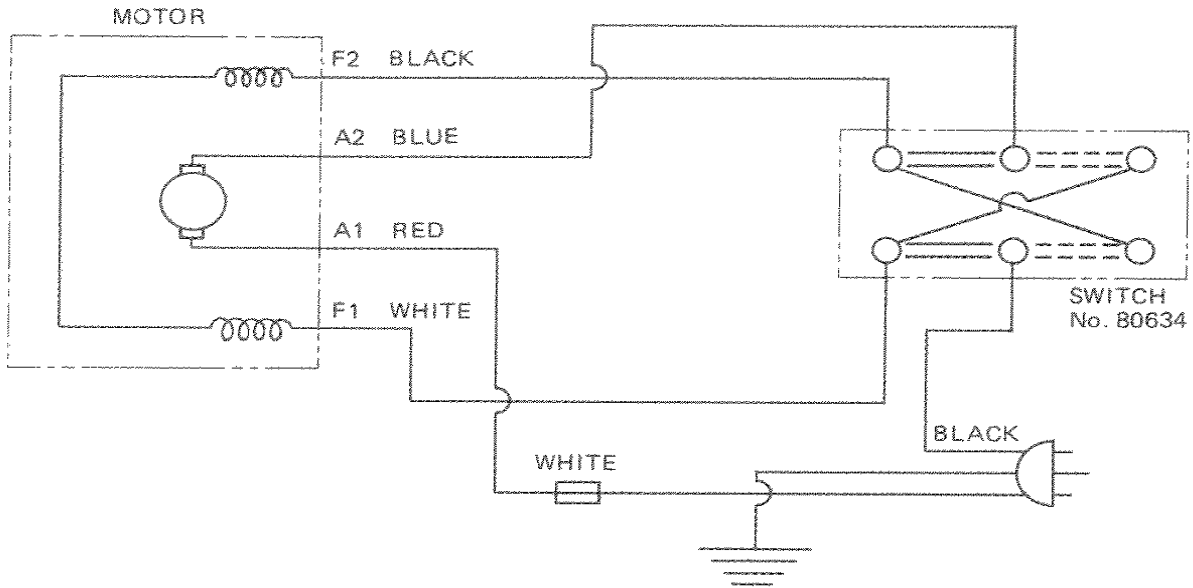 MOTOR
F2 BLACK
A2 BLUE
A1 RED
F1 WHITE
SWITCH
No. 80634
BLACK
WHITE